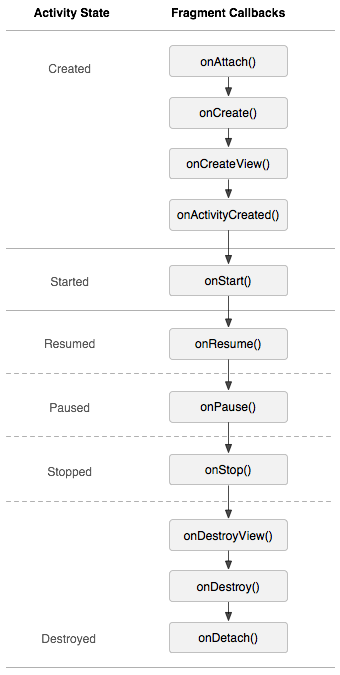 Activity State Fragment Callbacks
Created
onAttach()
onCreate()
onCreateView()
onActivityCreated()
Started onStart()
Resumed onResume()
Paused onPause()
Stopped onStop()
onDestroyView()
onDestroy()
Destroyed onDetach()